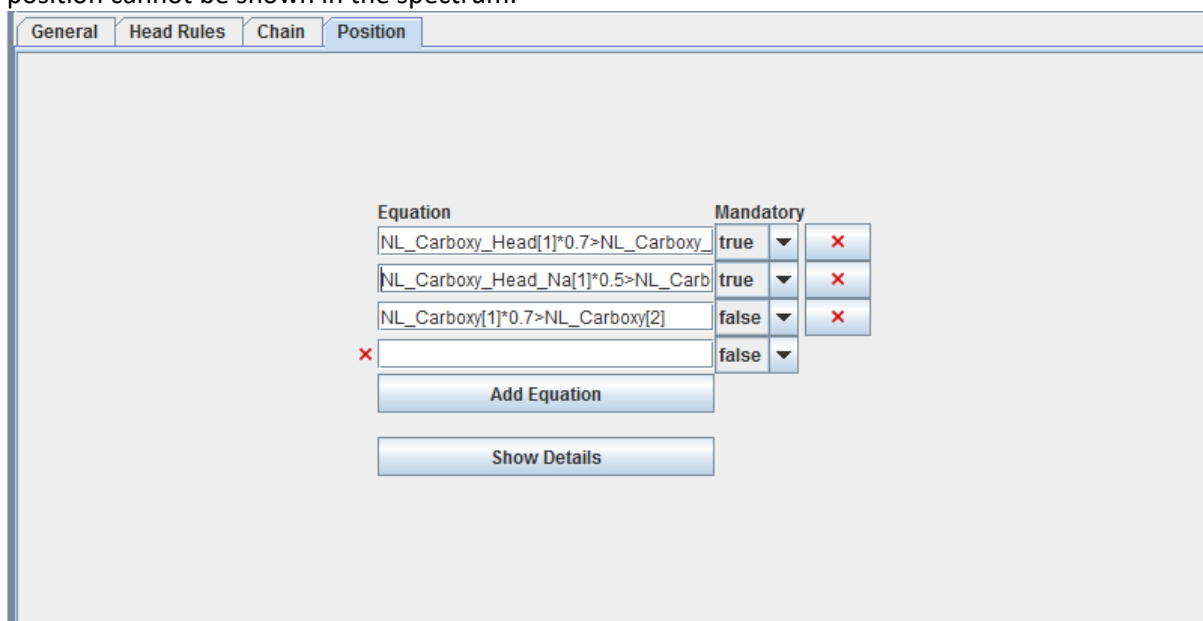 position cannot be shown in the spectrum.
General Head Rules Chain Position
Equation Mandatory
NL_Carboxy_Head[1]*0.7>NL_Carboxy_ true
NL_Carboxy_Head_Na[1]*0.5>NL_Carb true
NL_Carboxy[1]*0.7>NL_Carboxy[2] false
false
Add Equation
Show Details